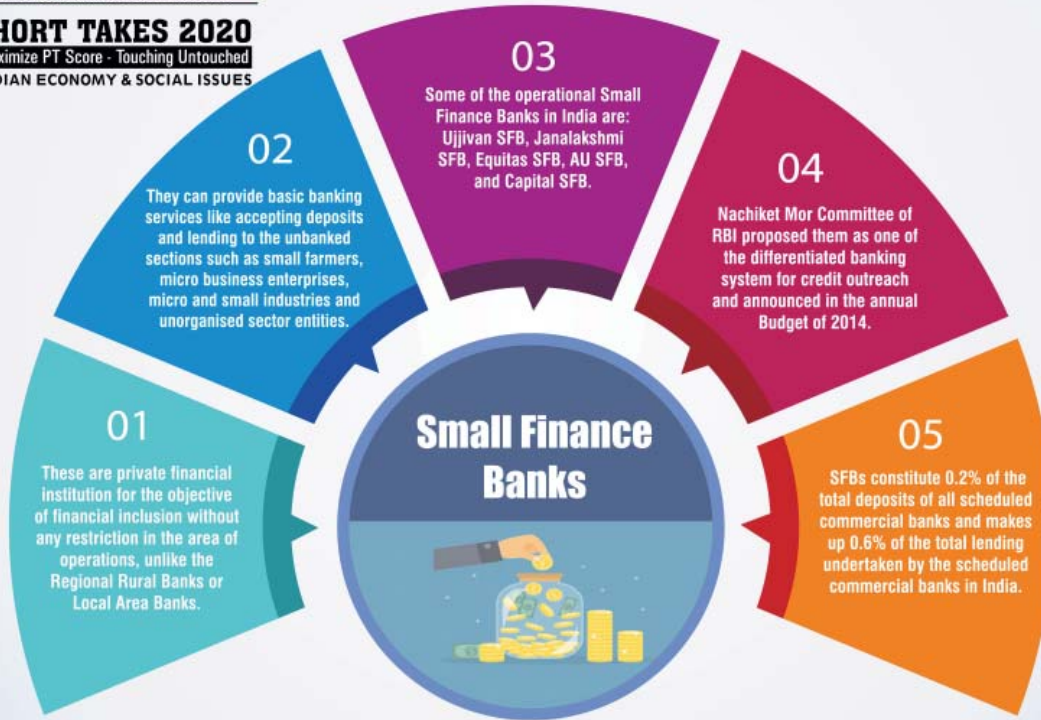 HORT TAKES 2020
ximize PT Score - Touching Untouched
DIAN ECONOMY & SOCIAL ISSUES
01
These are private financial
institution for the objective
of financial inclusion without
any restriction in the area of
operations, unlike the
Regional Rural Banks or
Local Area Banks.
02
They can provide basic banking
services like accepting deposits
and lending to the unbanked
sections such as small farmers,
micro business enterprises,
micro and small industries and
unorganised sector entities.
03
Some of the operational Small
Finance Banks in India are:
Ujjivan SFB, Janalakshmi
SFB, Equitas SFB, AU SFB,
and Capital SFB.
04
Nachiket Mor Committee of
RBI proposed them as one of
the differentiated banking
system for credit outreach
and announced in the annual
Budget of 2014.
05
SFBs constitute 0.2% of the
total deposits of all scheduled
commercial banks and makes
up 0.6% of the total lending
undertaken by the scheduled
commercial banks in India.
Small Finance
Banks